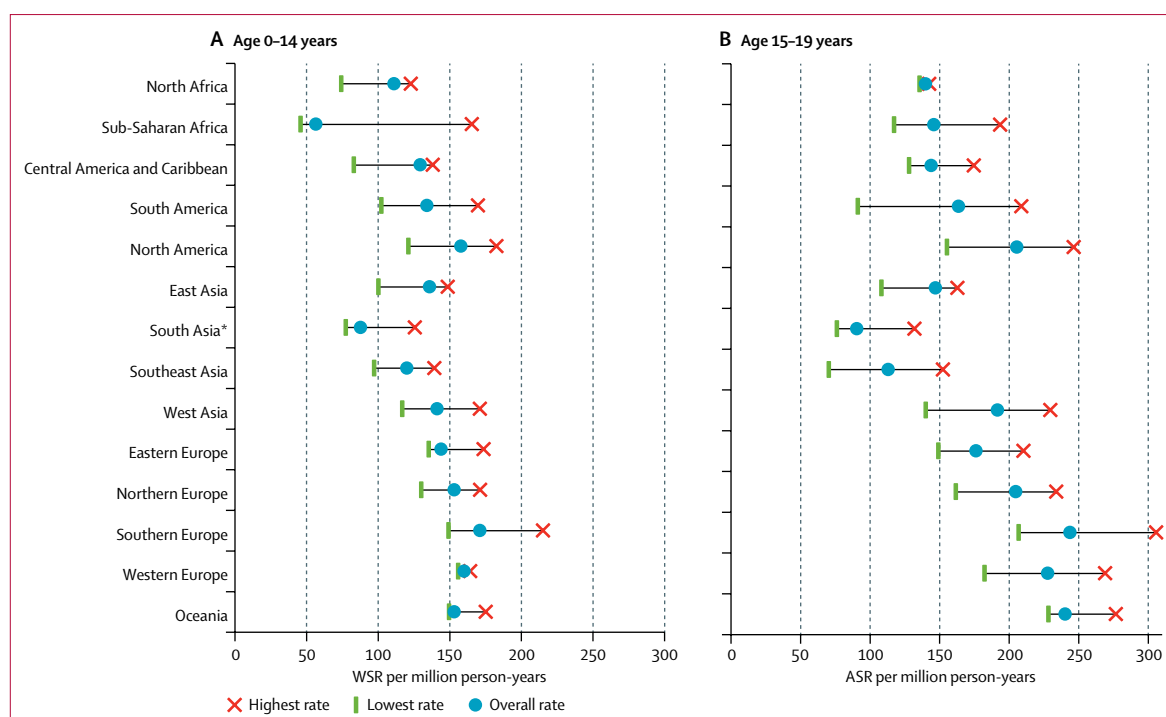 A Age 0–14 years
B Age 15–19 years
North Africa
Sub-Saharan Africa
Central America and Caribbean
South America
North America
East Asia
South Asia*
Southeast Asia
West Asia
Eastern Europe
Northern Europe
Southern Europe
Western Europe
Oceania
0 50 100 150 200 250 300
WSR per million person-years
0 50 100 150 200 250 300
ASR per million person-years
Highest rate Lowest rate Overall rate